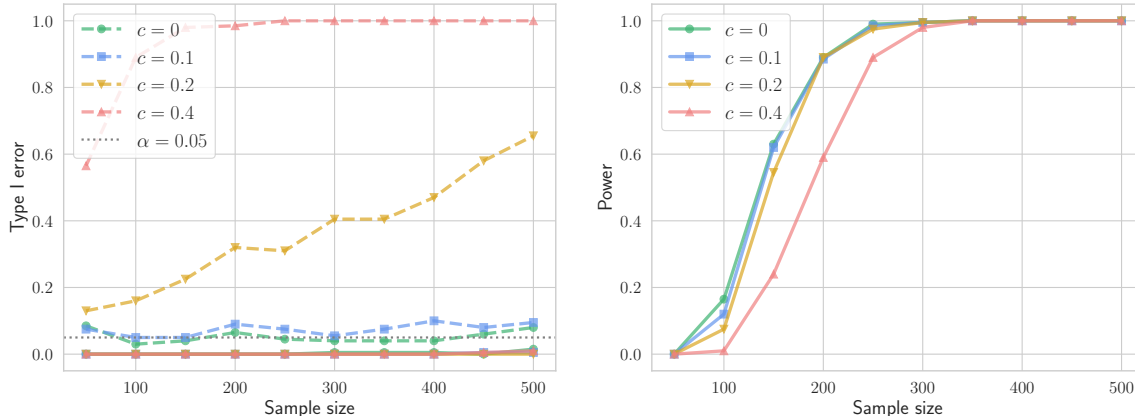 1.0
0.8
0.6
0.4
0.2
0.0
Type I error
c = 0
c = 0.1
c = 0.2
c = 0.4
α = 0.05
100 200 300 400 500
Sample size
1.0
0.8
0.6
0.4
0.2
0.0
Power
c = 0
c = 0.1
c = 0.2
c = 0.4
100 200 300 400 500
Sample size